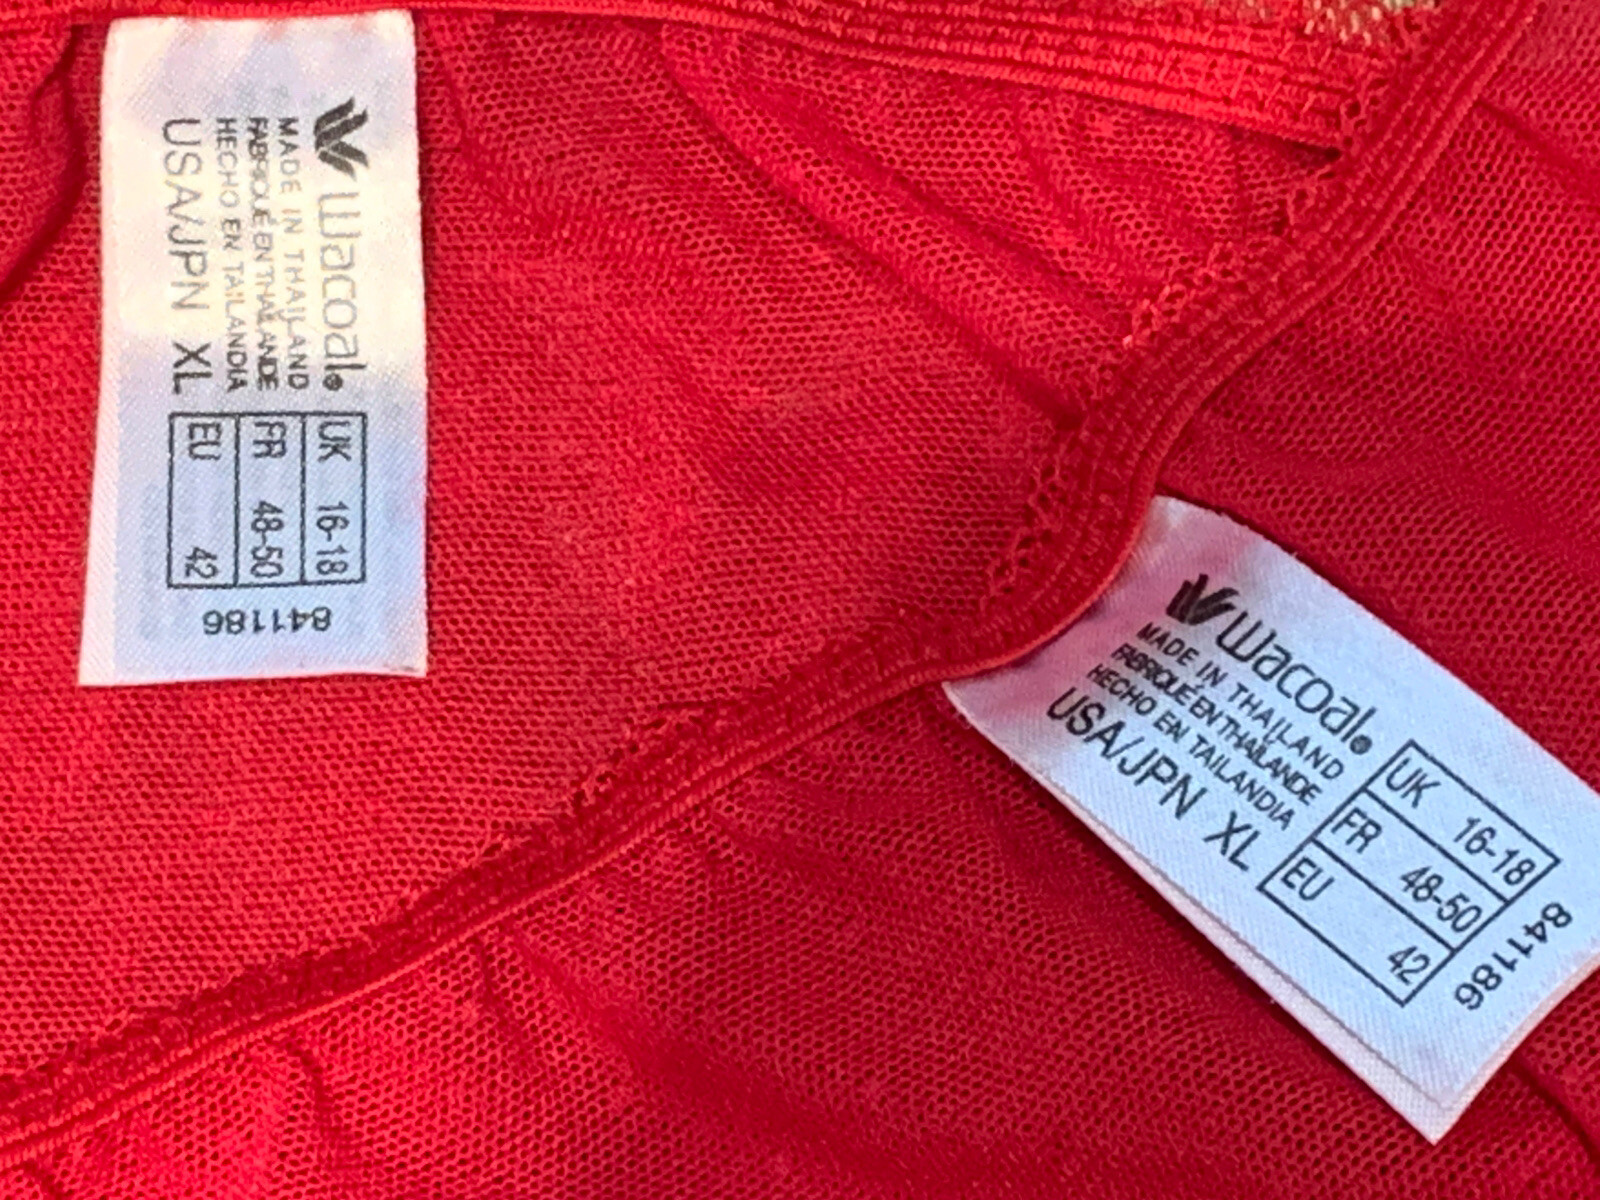 wacoal®
MADE IN THAILAND
FABRIQUÉ EN THAÏLANDE
HECHO EN TAILANDIA
USA/JPN XL
UK 16-18
FR 48-50
EU 42
841186
wacoal®
MADE IN THAILAND
FABRIQUÉ EN THAÏLANDE
HECHO EN TAILANDIA
USA/JPN XL
UK 16-18
FR 48-50
EU 42
841186